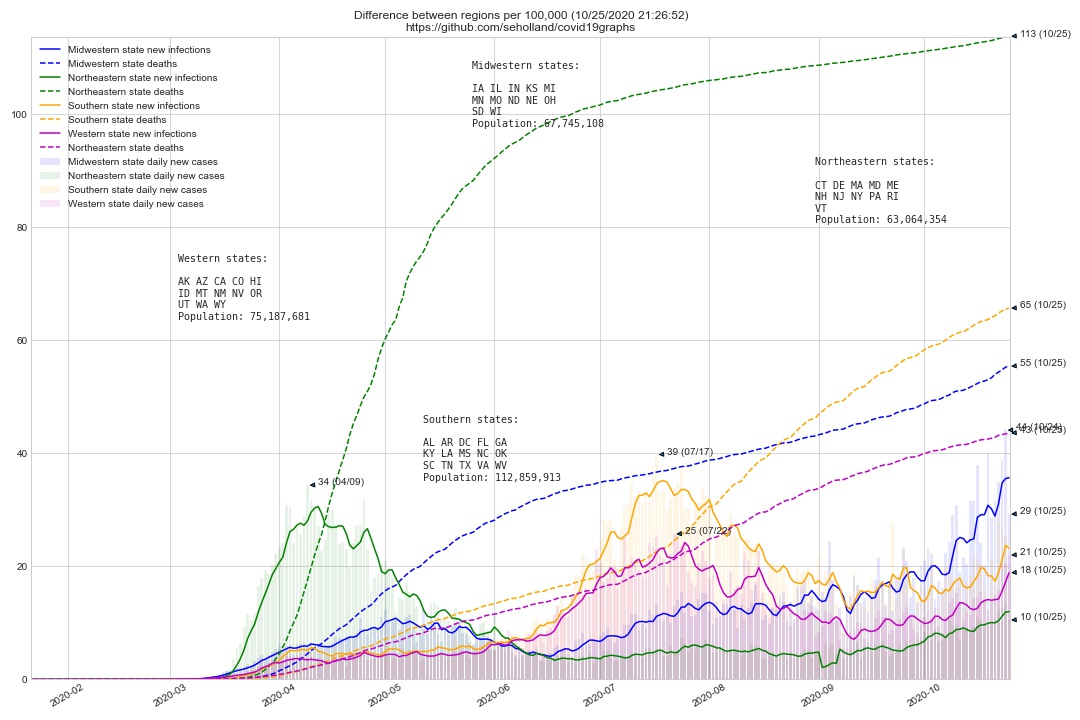 Difference between regions per 100,000 (10/25/2020 21:26:52)
https://github.com/seholland/covid19graphs
Midwestern state new infections
Midwestern state deaths
Northeastern state new infections
Northeastern state deaths
Southern state new infections
Southern state deaths
Western state new infections
Northeastern state deaths
Midwestern state daily new cases
Northeastern state daily new cases
Southern state daily new cases
Western state daily new cases
Midwestern states:
IA IL IN KS MI
MN MO ND NE OH
SD WI
Population: 67,745,108
Northeastern states:
CT DE MA MD ME
NH NJ NY PA RI
VT
Population: 63,064,354
Western states:
AK AZ CA CO HI
ID MT NM NV OR
UT WA WY
Population: 75,187,681
Southern states:
AL AR DC FL GA
KY LA MS NC OK
SC TN TX VA WV
Population: 112,859,913
113 (10/25)
65 (10/25)
55 (10/25)
44 (10/24)
43 (10/25)
39 (07/17)
34 (04/09)
29 (10/25)
25 (07/22)
21 (10/25)
18 (10/25)
10 (10/25)
100
80
60
40
20
0
2020-02
2020-03
2020-04
2020-05
2020-06
2020-07
2020-08
2020-09
2020-10